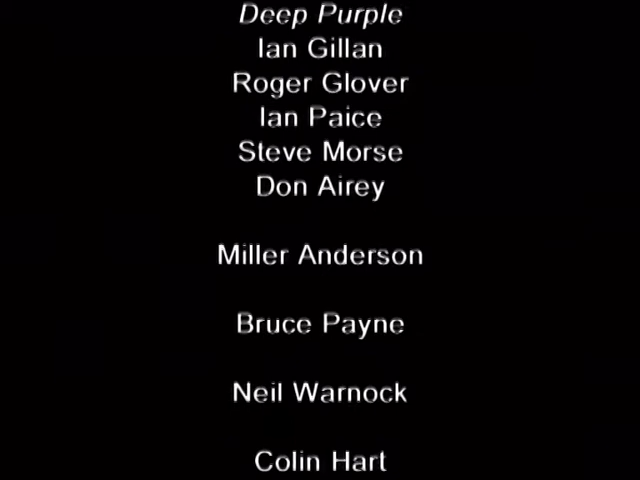 Deep Purple
Ian Gillan
Roger Glover
Ian Paice
Steve Morse
Don Airey
Miller Anderson
Bruce Payne
Neil Warnock
Colin Hart